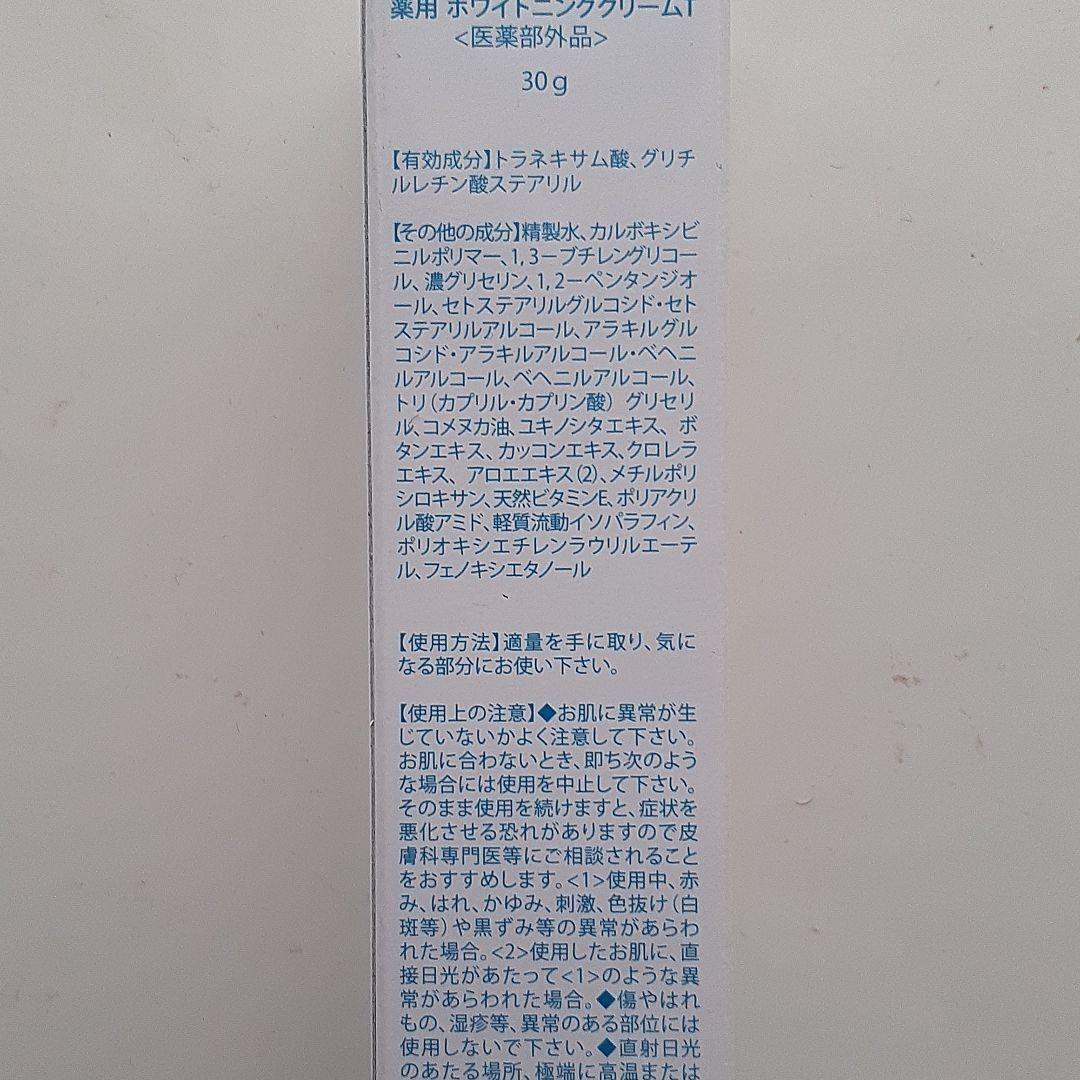 薬用 ホワイトニングクリームT
<医薬部外品>
30g
【有効成分】トラネキサム酸、グリチ
ルレチン酸ステアリル
【その他の成分】精製水、カルボキシビ
ニルポリマー、1,3－ブチレングリコー
ル、濃グリセリン、1,2－ペンタンジオ
ール、セトステアリルグルコシド・セト
ステアリルアルコール、アラキルグル
コシド・アラキルアルコール・ベヘニ
ルアルコール、ベヘニルアルコール、
トリ（カプリル・カプリン酸） グリセリ
ル、コメヌカ油、ユキノシタエキス、 ボ
タンエキス、カッコンエキス、クロレラ
エキス、 アロエエキス（2）、メチルポリ
シロキサン、天然ビタミンE、ポリアクリ
ル酸アミド、軽質流動イソパラフィン、
ポリオキシエチレンラウリルエーテ
ル、フェノキシエタノール
【使用方法】適量を手に取り、気に
なる部分にお使い下さい。
【使用上の注意】◆お肌に異常が生
じていないかよく注意して下さい。
お肌に合わないとき、即ち次のよう
な場合には使用を中止して下さい。
そのまま使用を続けますと、症状を
悪化させる恐れがありますので皮
膚科専門医等にご相談されること
をおすすめします。<1>使用中、赤
み、はれ、かゆみ、刺激、色抜け（白
斑等）や黒ずみ等の異常があらわ
れた場合。<2>使用したお肌に、直
接日光があたって<1>のような異
常があらわれた場合。◆傷やはれ
もの、湿疹等、異常のある部位には
使用しないで下さい。◆直射日光
のあたる場所、極端に高温または